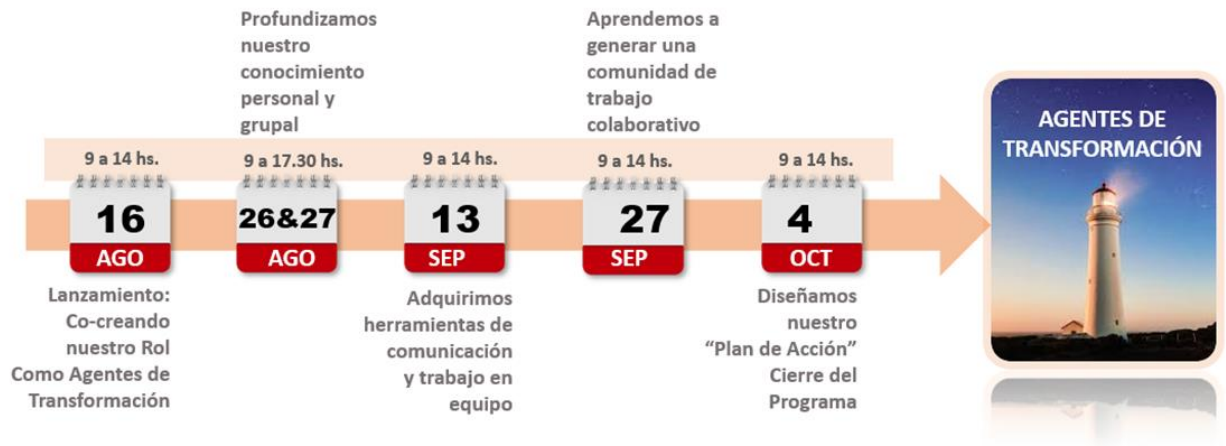 Profundizamos
nuestro
conocimiento
personal y
grupal
Aprendemos a
generar una
comunidad de
trabajo
colaborativo
9 a 14 hs.
9 a 17.30 hs.
9 a 14 hs.
9 a 14 hs.
9 a 14 hs.
16
AGO
26&27
AGO
13
SEP
27
SEP
4
OCT
Lanzamiento:
Co-creando
nuestro Rol
Como Agentes de
Transformación
Adquirimos
herramientas de
comunicación
y trabajo en
equipo
Diseñamos
nuestro
“Plan de Acción”
Cierre del
Programa
AGENTES DE
TRANSFORMACIÓN